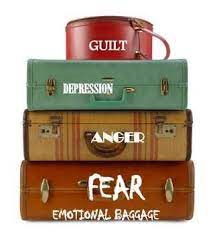 GUILT
DEPRESSION
ANGER
FEAR
EMOTIONAL BAGGAGE